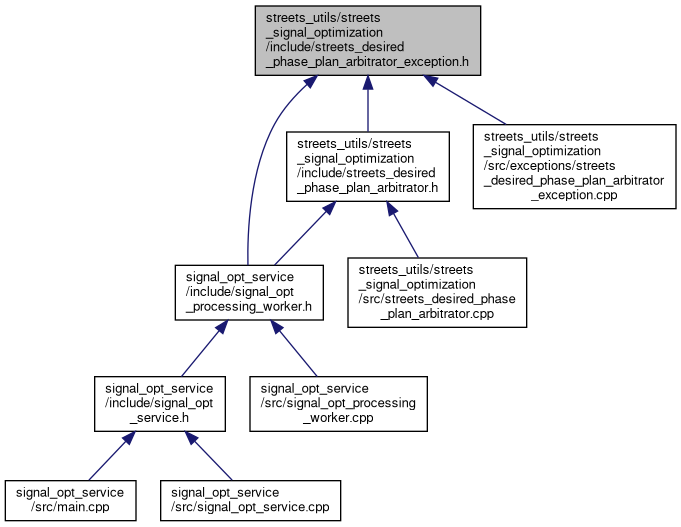 streets_utils/streets
_signal_optimization
/include/streets_desired
_phase_plan_arbitrator_exception.h
streets_utils/streets
_signal_optimization
/include/streets_desired
_phase_plan_arbitrator.h
streets_utils/streets
_signal_optimization
/src/exceptions/streets
_desired_phase_plan_arbitrator
_exception.cpp
signal_opt_service
/include/signal_opt
_processing_worker.h
streets_utils/streets
_signal_optimization
/src/streets_desired_phase
_plan_arbitrator.cpp
signal_opt_service
/include/signal_opt
_service.h
signal_opt_service
/src/signal_opt_processing
_worker.cpp
signal_opt_service
/src/main.cpp
signal_opt_service
/src/signal_opt_service.cpp